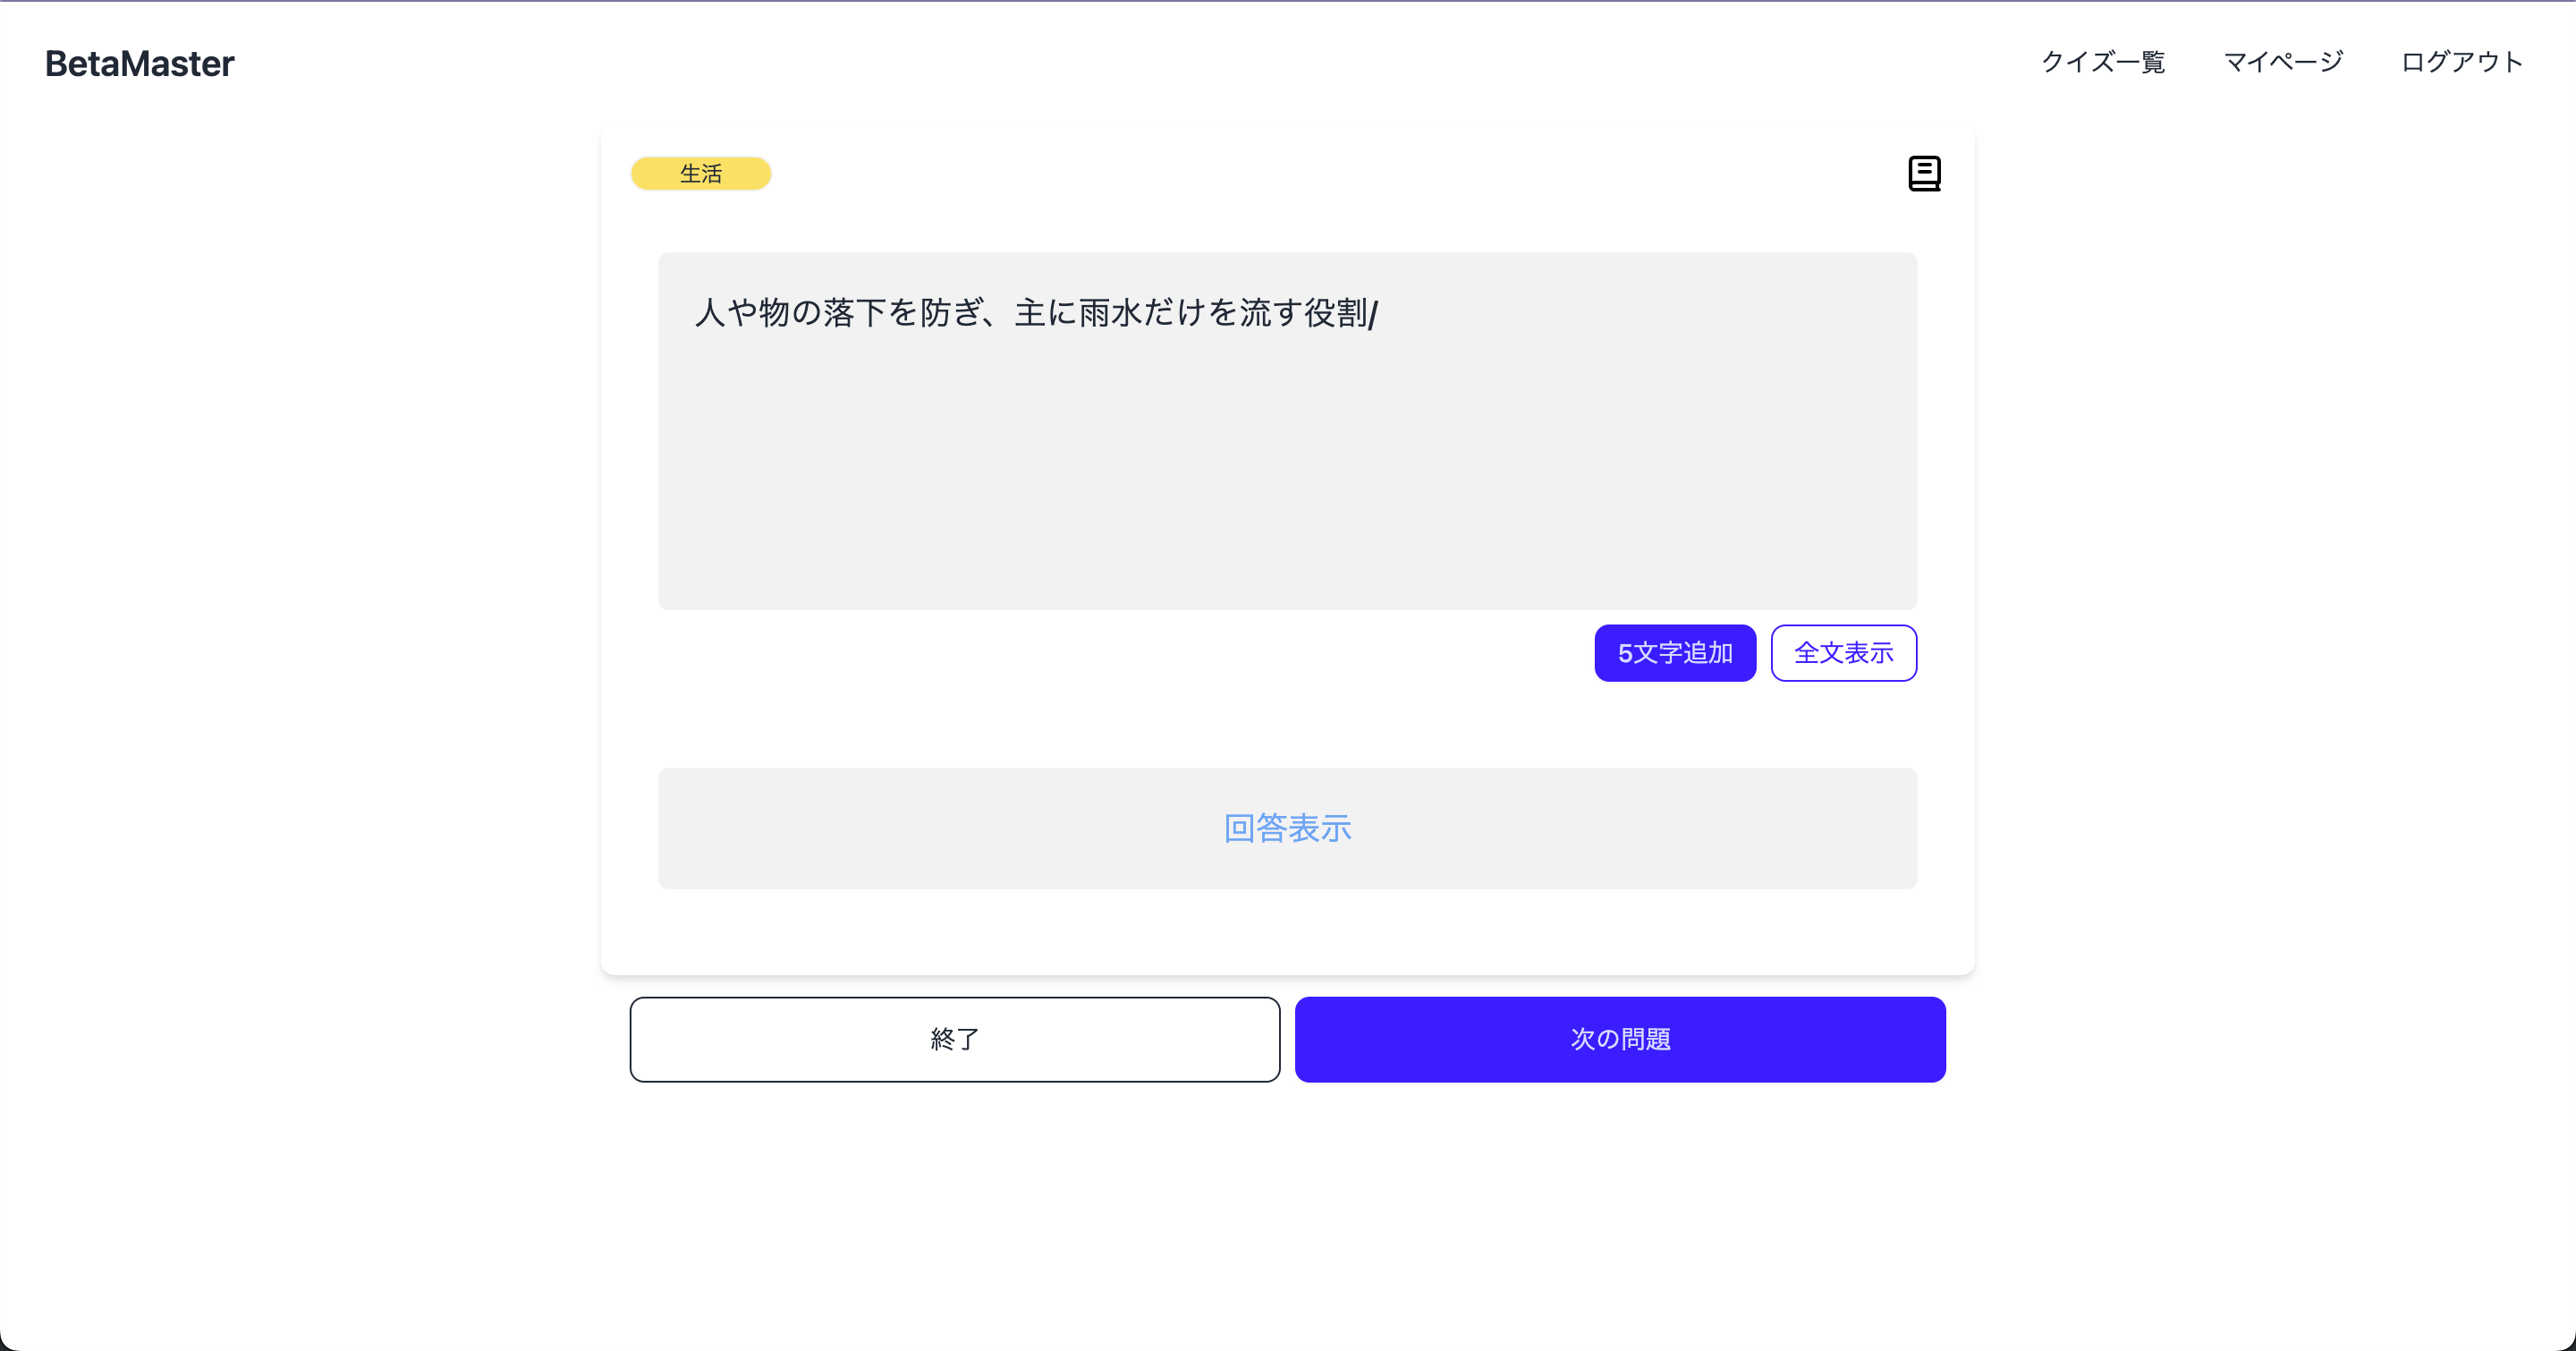 BetaMaster
クイズ一覧
マイページ
ログアウト
生活
人や物の落下を防ぎ、主に雨水だけを流す役割/
5文字追加
全文表示
回答表示
終了
次の問題